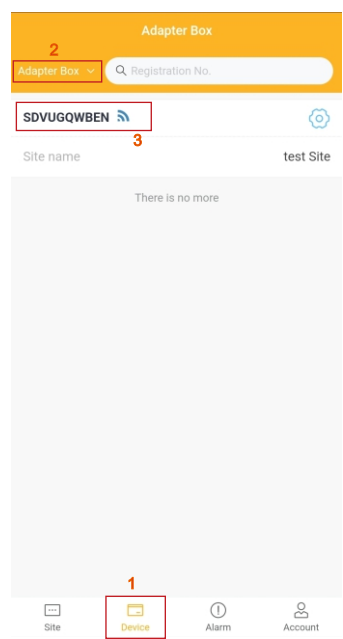 Adapter Box
2
Adapter Box Registration No.
SDVUGQWBEN
3
Site name test Site
There is no more
1
Site Device Alarm Account